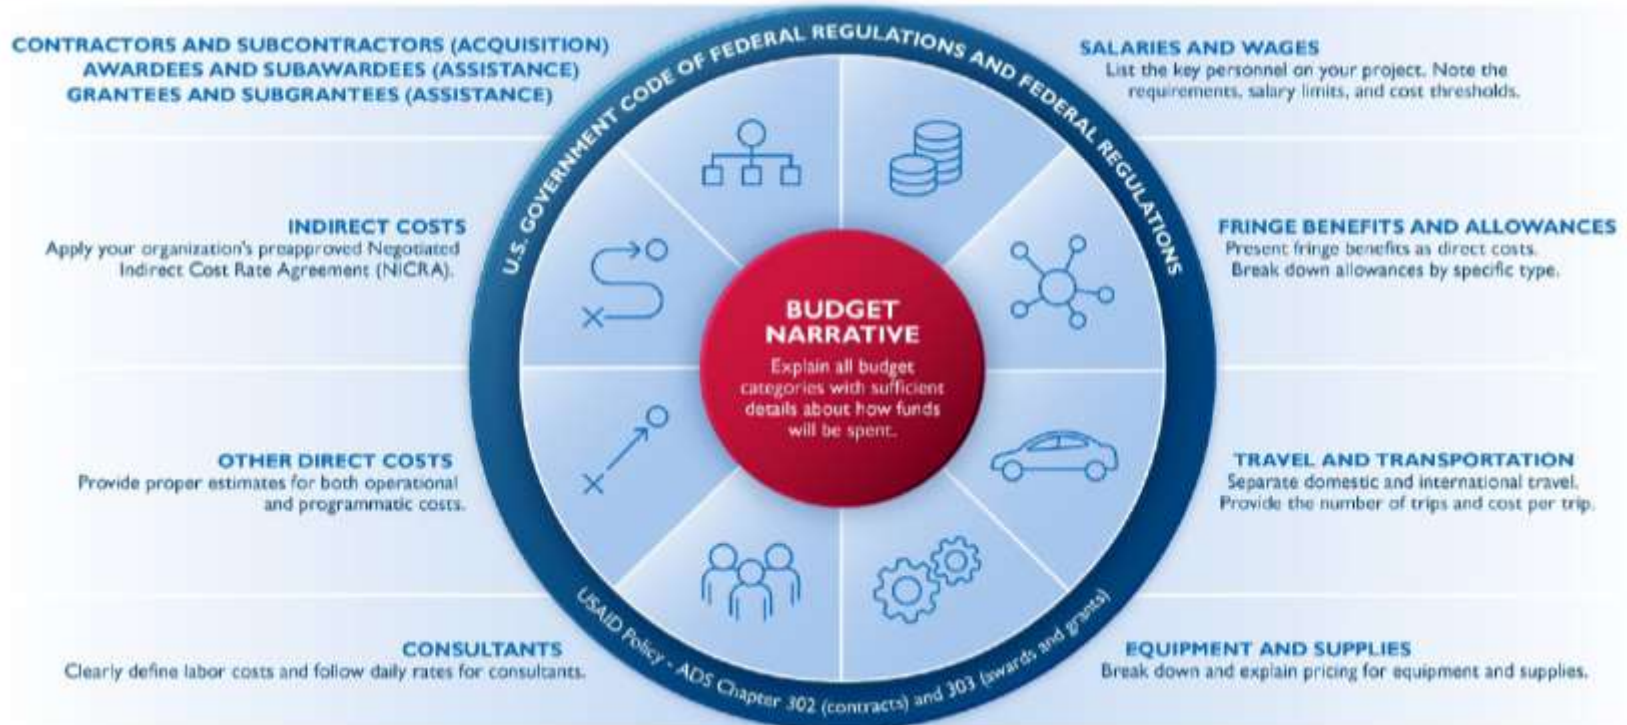 CONTRACTORS AND SUBCONTRACTORS (ACQUISITION)
AWARDEES AND SUBAWARDEES (ASSISTANCE)
GRANTEES AND SUBGRANTEES (ASSISTANCE)
INDIRECT COSTS
Apply your organization's preapproved Negotiated
Indirect Cost Rate Agreement (NICRA).
OTHER DIRECT COSTS
Provide proper estimates for both operational
and programmatic costs.
CONSULTANTS
Clearly define labor costs and follow daily rates for consultants.
U.S. GOVERNMENT CODE OF FEDERAL REGULATIONS AND FEDERAL REGULATIONS
BUDGET
NARRATIVE
Explain all budget
categories with sufficient
details about how funds
will be spent.
USAID Policy - ADS Chapter 302 (contracts) and 303 (awards and grants)
SALARIES AND WAGES
List the key personnel on your project. Note the
requirements, salary limits, and cost thresholds.
FRINGE BENEFITS AND ALLOWANCES
Present fringe benefits as direct costs.
Break down allowances by specific type.
TRAVEL AND TRANSPORTATION
Separate domestic and international travel.
Provide the number of trips and cost per trip.
EQUIPMENT AND SUPPLIES
Break down and explain pricing for equipment and supplies.